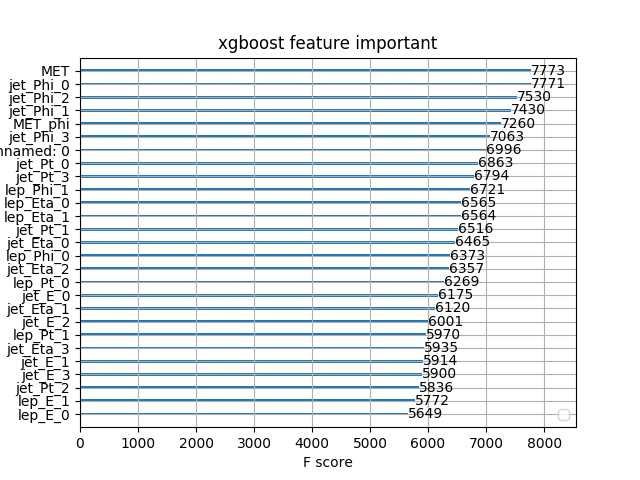 xgboost feature important
MET 7773
jet_Phi_0 7771
jet_Phi_2 7530
jet_Phi_1 7430
MET_phi 7260
jet_Phi_3 7063
nnamed: 0 6996
jet_Pt_0 6863
jet_Pt_3 6794
lep_Phi_1 6721
lep_Eta_0 6565
lep_Eta_1 6564
jet_Pt_1 6516
jet_Eta_0 6465
lep_Phi_0 6373
jet_Eta_2 6357
lep_Pt_0 6269
jet_E_0 6175
jet_Eta_1 6120
jet_E_2 6001
lep_Pt_1 5970
jet_Eta_3 5935
jet_E_1 5914
jet_E_3 5900
jet_Pt_2 5836
lep_E_1 5772
lep_E_0 5649
0 1000 2000 3000 4000 5000 6000 7000 8000
F score